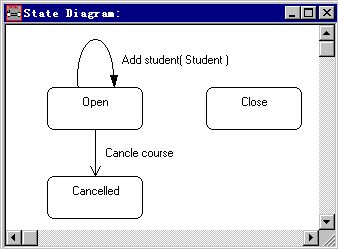 State Diagram:
Add student( Student )
Open
Close
Cancle course
Cancelled